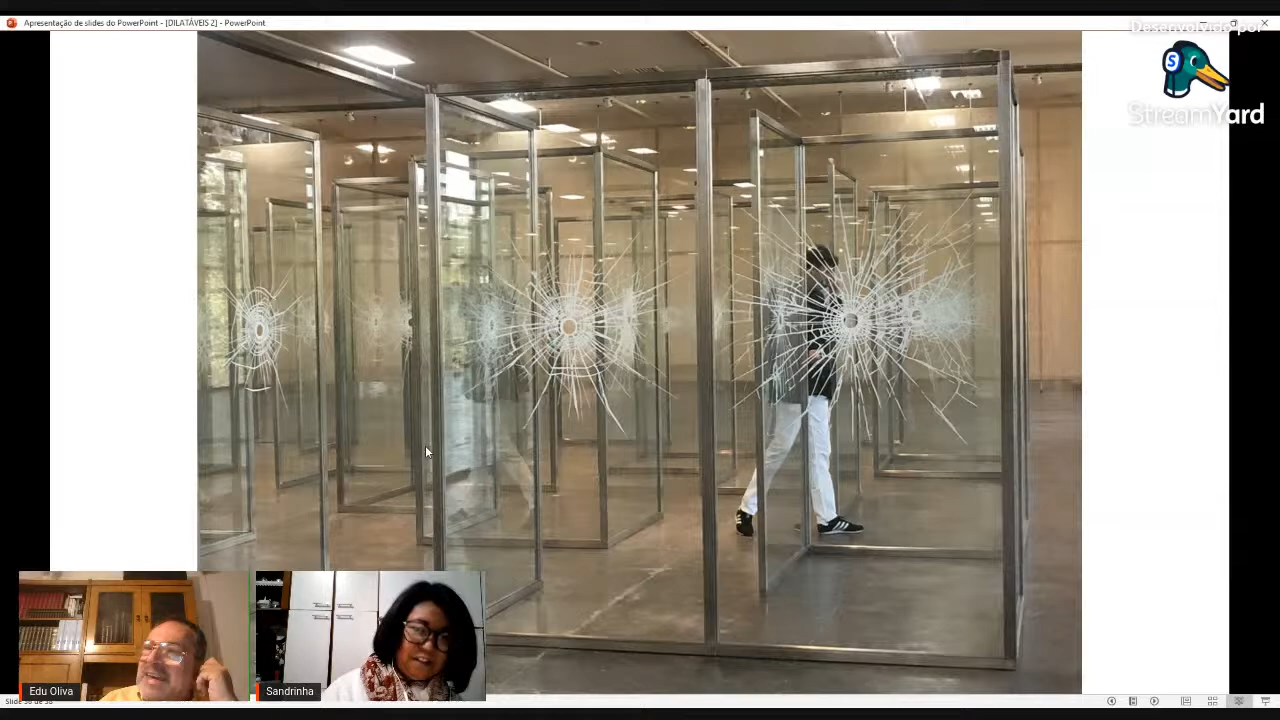 Apresentação de slides do PowerPoint - [DILATÁVEIS 2] - PowerPoint
Desenvolvido por
S
StreamYard
Edu Oliva
Sandrinha